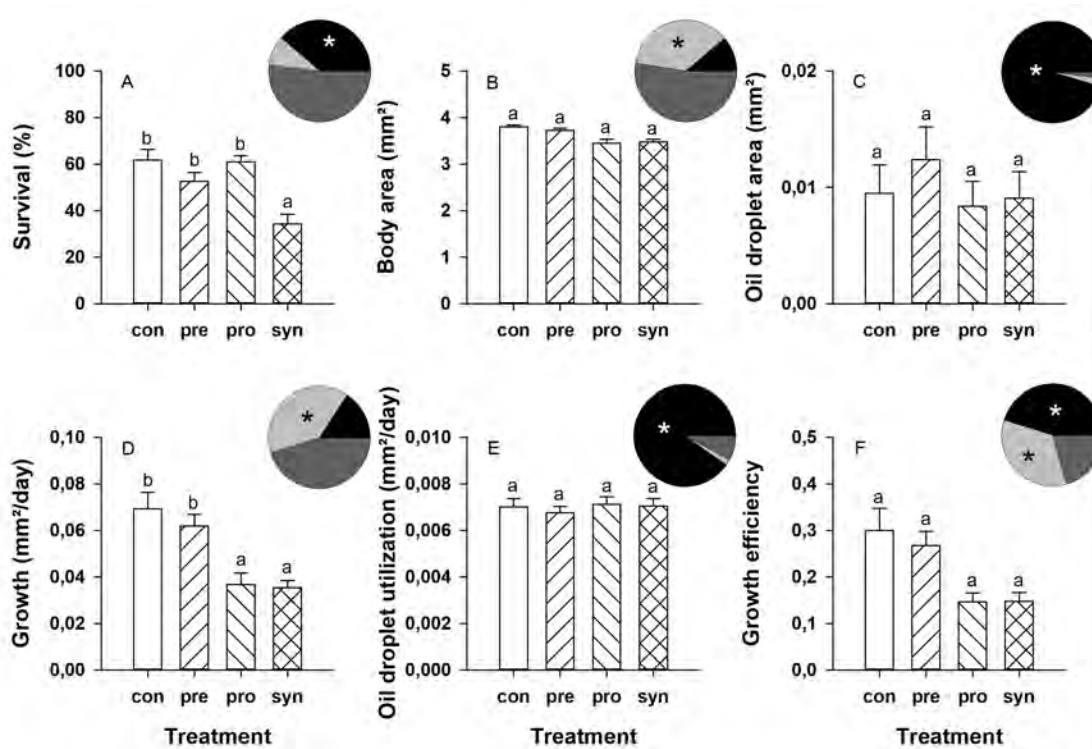 A
Survival (%)
100
80
60
40
20
0
b
b
b
a
con pre pro syn
*
B
Body area (mm²)
5
4
3
2
1
0
a
a
a
a
con pre pro syn
*
C
Oil droplet area (mm²)
0,02
0,01
0,00
a
a
a
a
con pre pro syn
*
D
Growth (mm²/day)
0,10
0,08
0,06
0,04
0,02
0,00
b
b
a
a
con pre pro syn
Treatment
*
E
Oil droplet utilization (mm²/day)
0,010
0,008
0,006
0,004
0,002
0,000
a
a
a
a
con pre pro syn
Treatment
*
F
Growth efficiency
0,5
0,4
0,3
0,2
0,1
0,0
a
a
a
a
con pre pro syn
Treatment
*
*